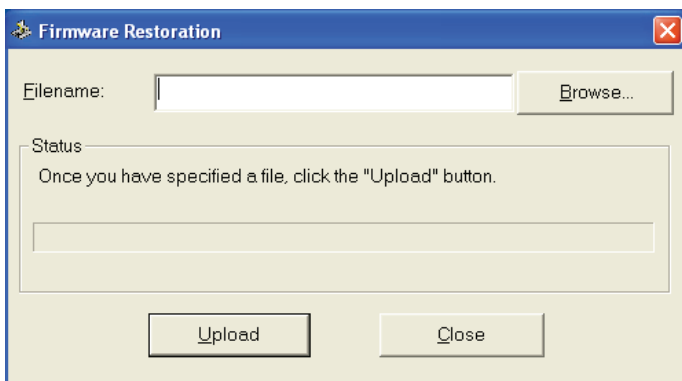 Firmware Restoration
Filename:
Browse...
Status
Once you have specified a file, click the "Upload" button.
Upload
Close